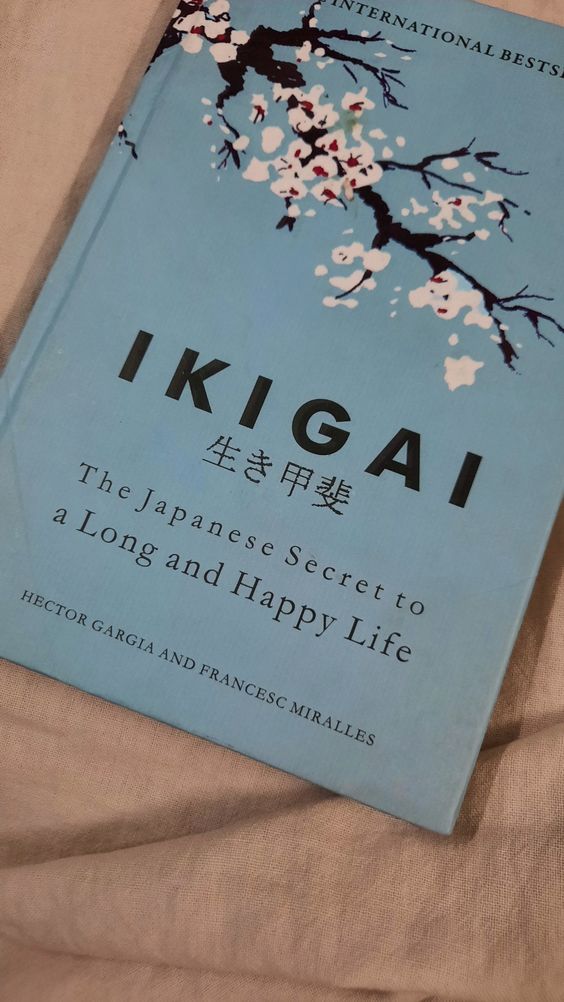 INTERNATIONAL
IKIGAI
生き甲斐
The Japanese Secret to
a Long and Happy Life
HECTOR GARGIA AND FRANCESC MIRALLES